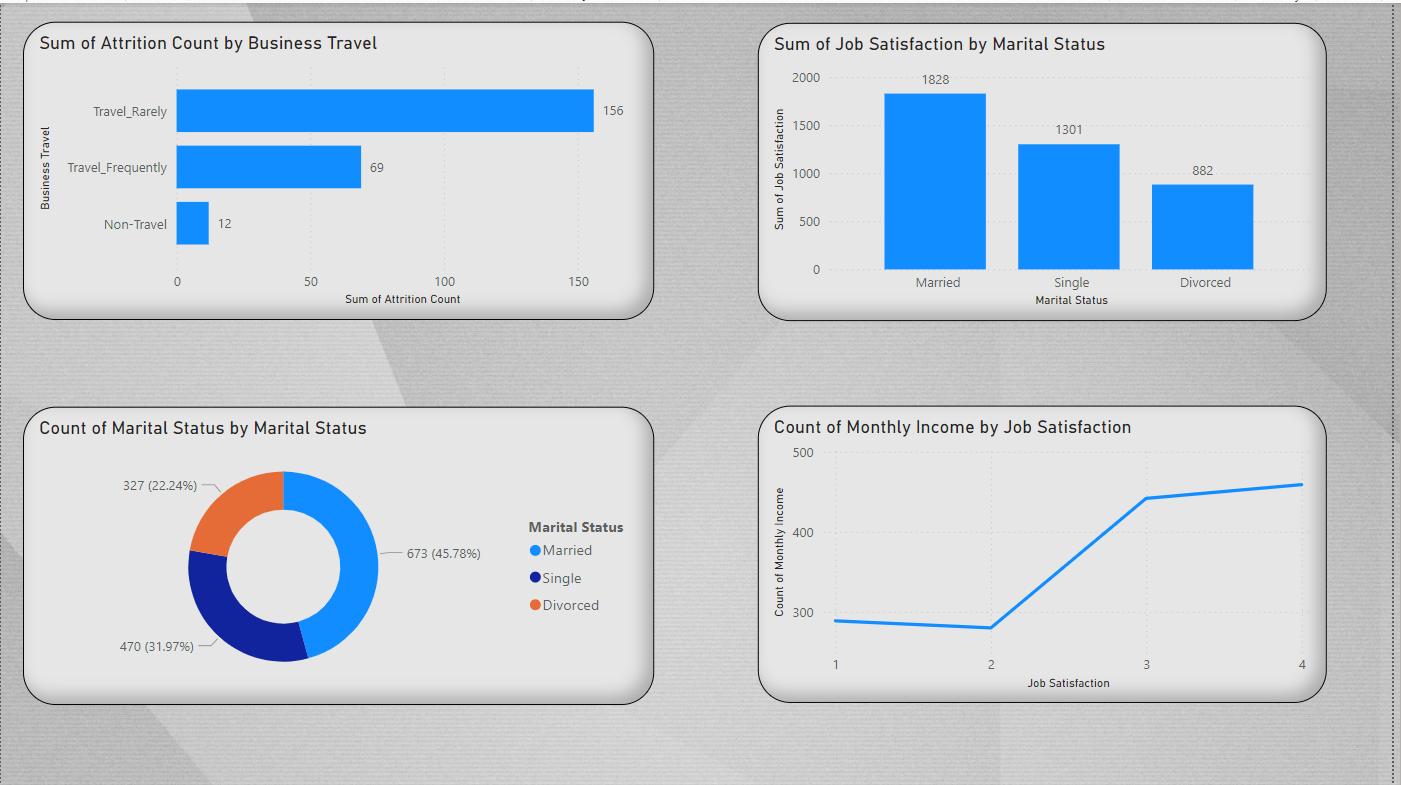 Sum of Attrition Count by Business Travel
Business Travel
Travel_Rarely
156
Travel_Frequently
69
Non-Travel
12
0 50 100 150
Sum of Attrition Count
Sum of Job Satisfaction by Marital Status
Sum of Job Satisfaction
2000
1500
1000
500
0
1828
1301
882
Married Single Divorced
Marital Status
Count of Marital Status by Marital Status
327 (22.24%)
673 (45.78%)
470 (31.97%)
Marital Status
Married
Single
Divorced
Count of Monthly Income by Job Satisfaction
Count of Monthly Income
500
400
300
1 2 3 4
Job Satisfaction